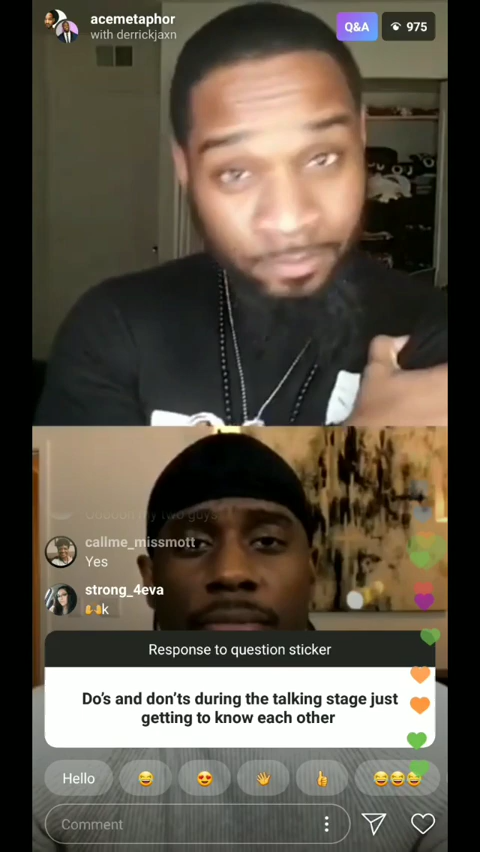 acemetaphor
with derrickjaxn
Q&A
975
callme_missmott
Yes
strong_4eva
🙌k
Response to question sticker
Do's and don'ts during the talking stage just
getting to know each other
Hello
Comment